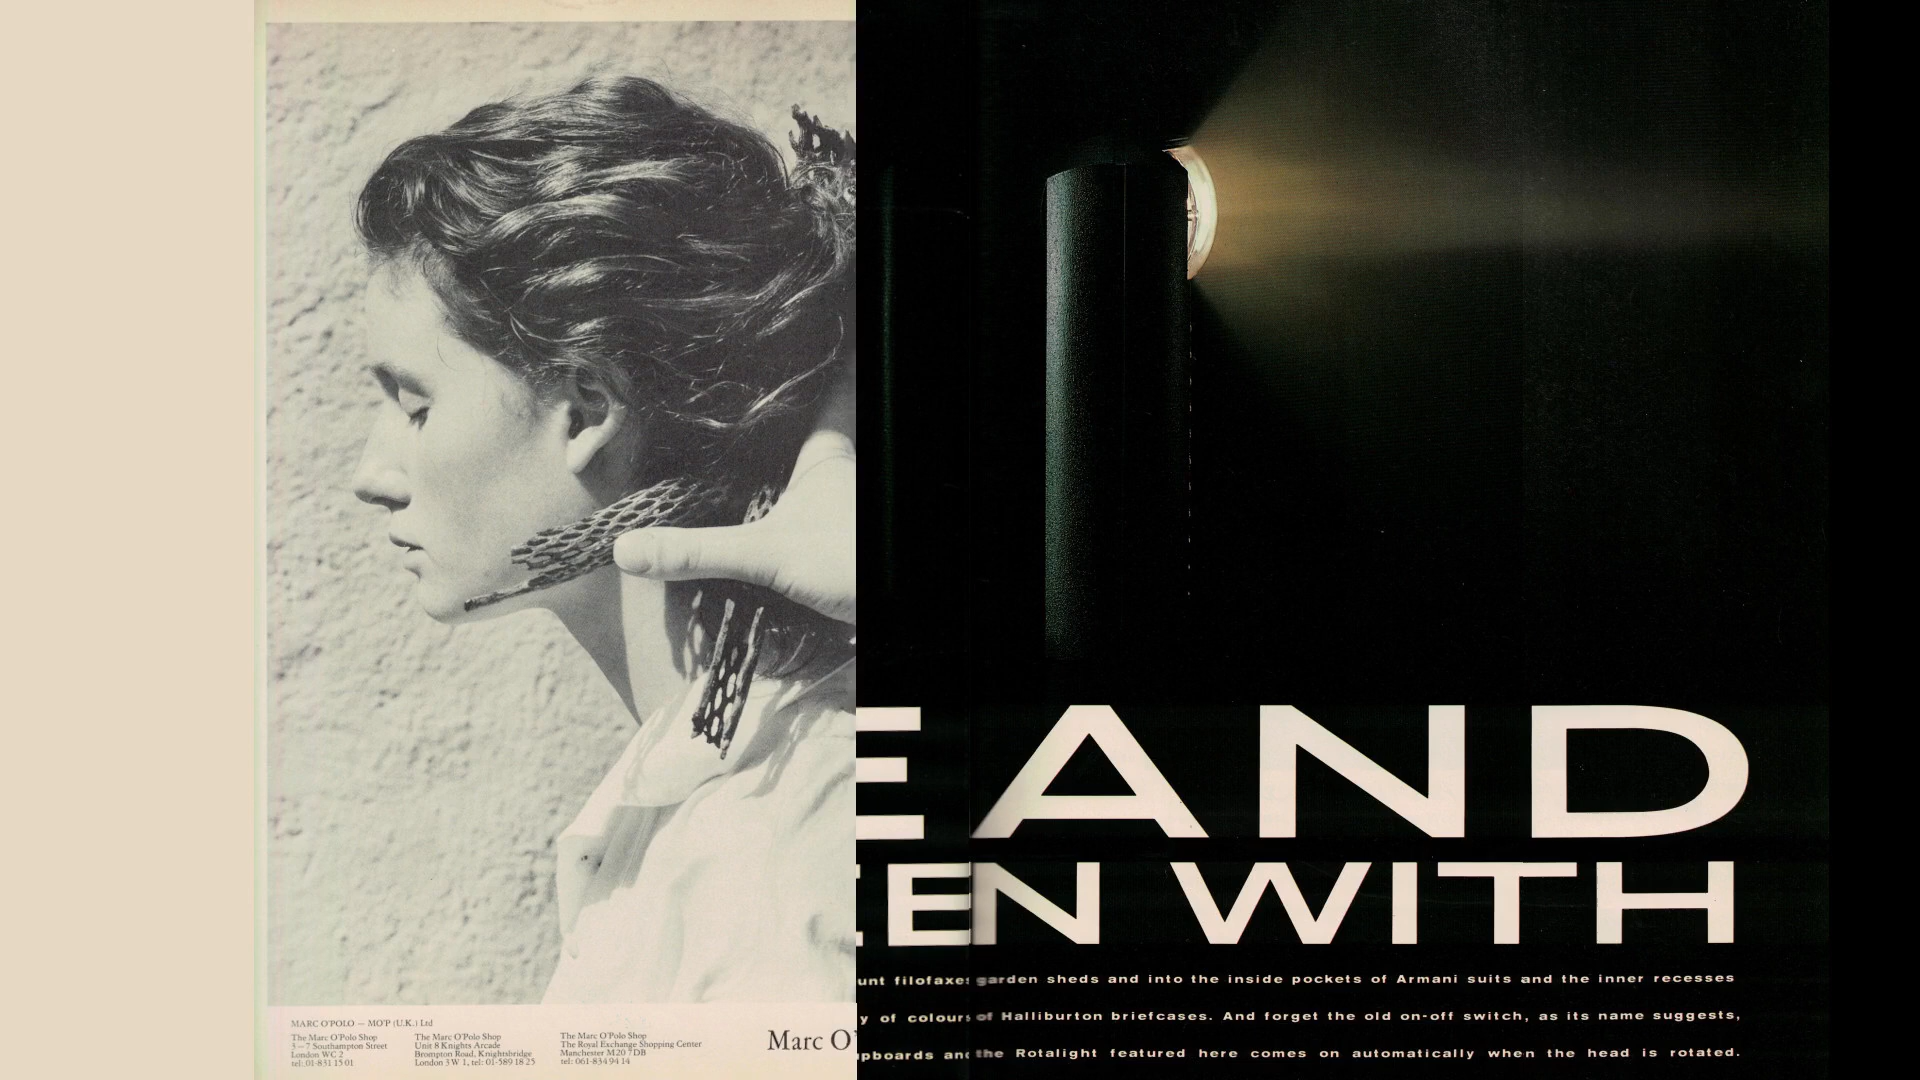 MARC O'POLO — MO'P (U.K.) Ltd
The Marc O'Polo Shop
3—7 Southampton Street
London WC 2
tel: 01-831 15 01
The Marc O'Polo Shop
Unit 8 Knights Arcade
Brompton Road, Knightsbridge
London 3 W 1, tel: 01-589 18 25
The Marc O'Polo Shop
The Royal Exchange Shopping Center
Manchester M20 7DB
tel: 061-834 94 14
Marc O'
E AND
EN WITH
unt filofaxes garden sheds and into the inside pockets of Armani suits and the inner recesses
y of colours of Halliburton briefcases. And forget the old on-off switch, as its name suggests,
pboards and the Rotalight featured here comes on automatically when the head is rotated.